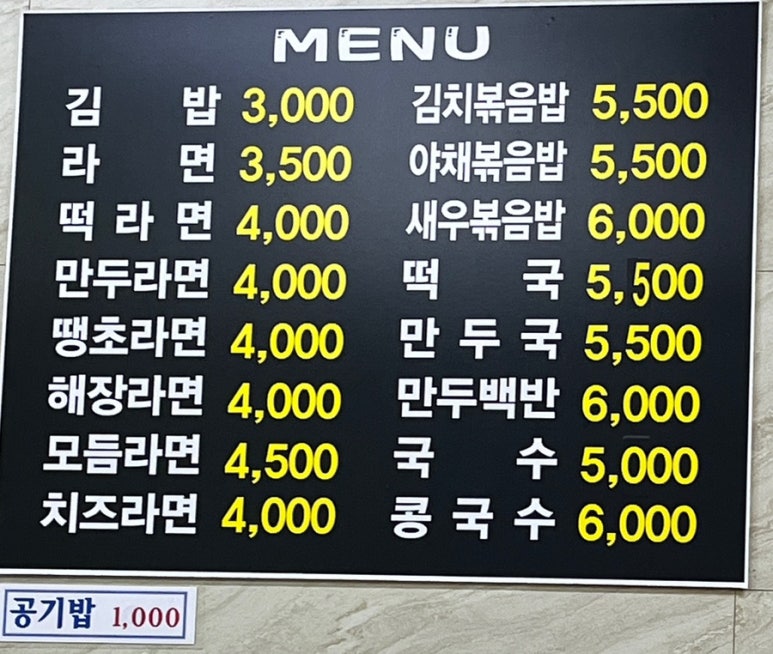 MENU
김 밥 3,000
라 면 3,500
떡 라 면 4,000
만두라면 4,000
땡초라면 4,000
해장라면 4,000
모듬라면 4,500
치즈라면 4,000
김치볶음밥 5,500
야채볶음밥 5,500
새우볶음밥 6,000
떡 국 5,500
만 두 국 5,500
만두백반 6,000
국 수 5,000
콩 국 수 6,000
공기밥 1,000